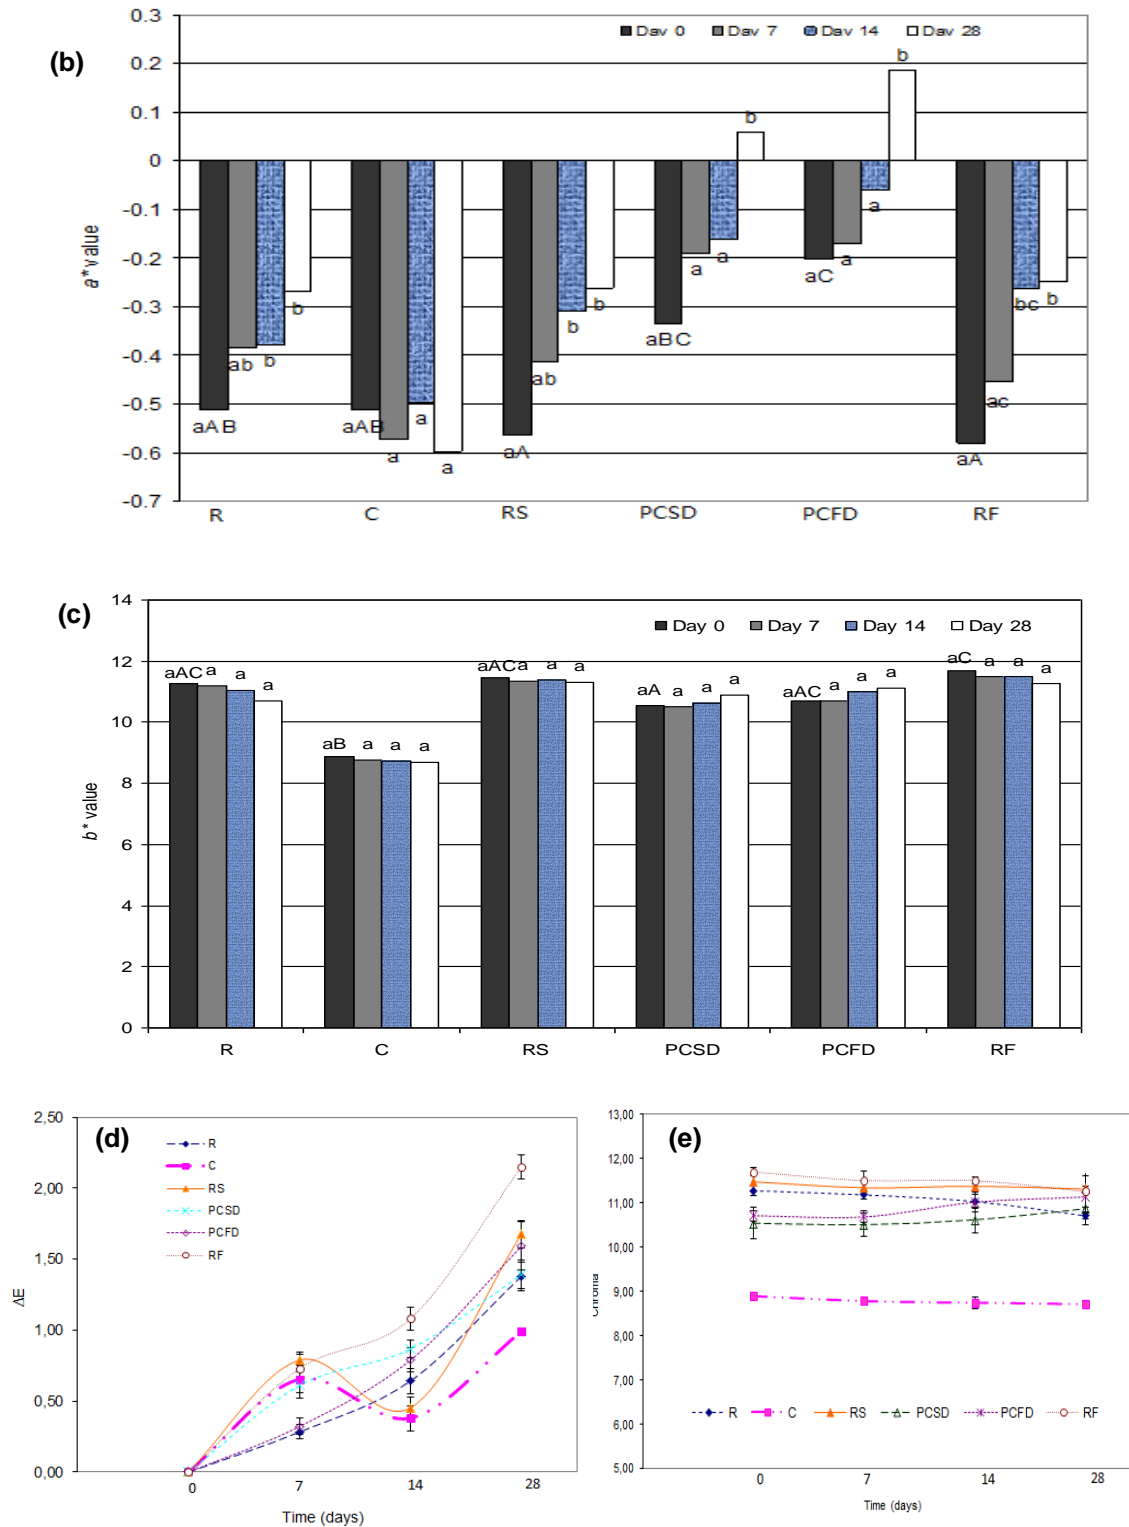 (b)
0.3
Dav 0 Dav 7 Dav 14 Dav 28
0.2
0.1
0
-0.1
-0.2
-0.3
-0.4
-0.5
-0.6
-0.7
a* value
aAB ab b b
aAB a a a
aA ab b b
aBC a a b
aC a a b
aA ac bc b
R C RS PCSD PCFD RF
(c)
14
12
10
8
6
4
2
0
b* value
Day 0 Day 7 Day 14 Day 28
aAC a a a
aB a a a
aAC a a a
aA a a a
aAC a a a
aC a a a
R C RS PCSD PCFD RF
(d)
2,50
2,00
1,50
1,00
0,50
0,00
ΔE
R
C
RS
PCSD
PCFD
RF
0 7 14 28
Time (days)
(e)
13,00
12,00
11,00
10,00
9,00
8,00
7,00
6,00
5,00
Chroma
R C RS PCSD PCFD RF
0 7 14 28
Time (days)